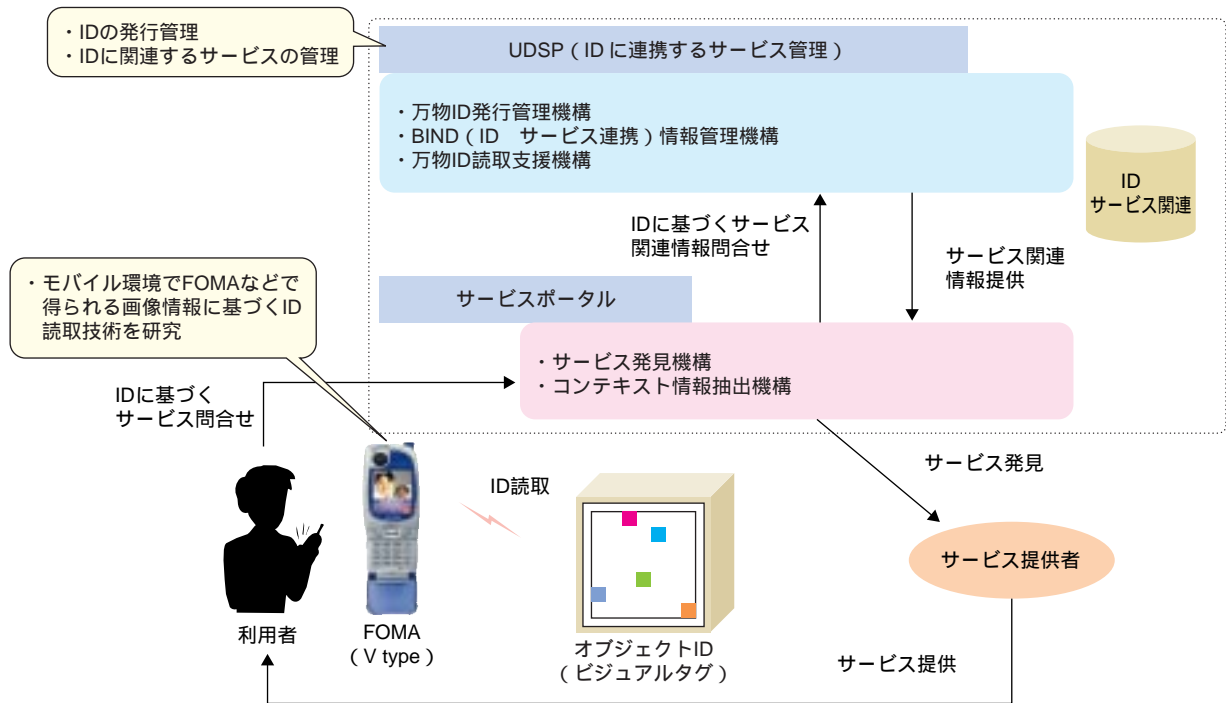 ・IDの発行管理
・IDに関連するサービスの管理
UDSP（ID に連携するサービス管理）
・万物ID発行管理機構
・BIND（ID　サービス連携）情報管理機構
・万物ID読取支援機構
ID
サービス関連
IDに基づくサービス
関連情報問合せ
サービス関連
情報提供
・モバイル環境でFOMAなどで
得られる画像情報に基づくID
読取技術を研究
サービスポータル
・サービス発見機構
・コンテキスト情報抽出機構
IDに基づく
サービス問合せ
サービス発見
ID読取
サービス提供者
利用者
FOMA
（V type）
オブジェクトID
（ビジュアルタグ）
サービス提供